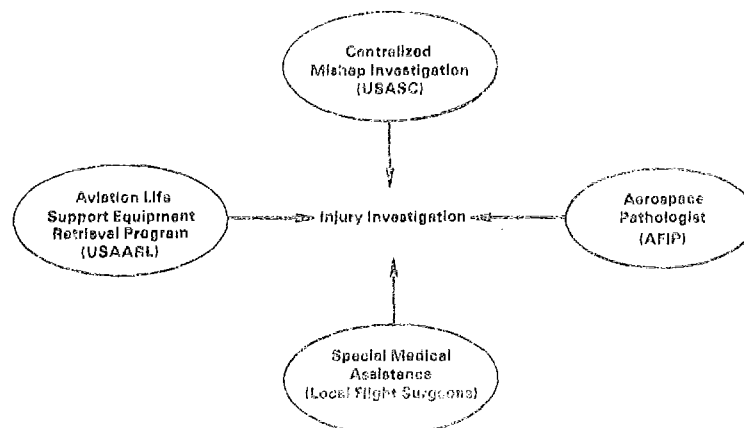 Centralized
Mishap Investigation
(USASC)
Aviation Life
Support Equipment
Retrieval Program
(USAARL)
Injury Investigation
Aerospace
Pathologist
(AFIP)
Special Medical
Assistance
(Local Flight Surgeons)